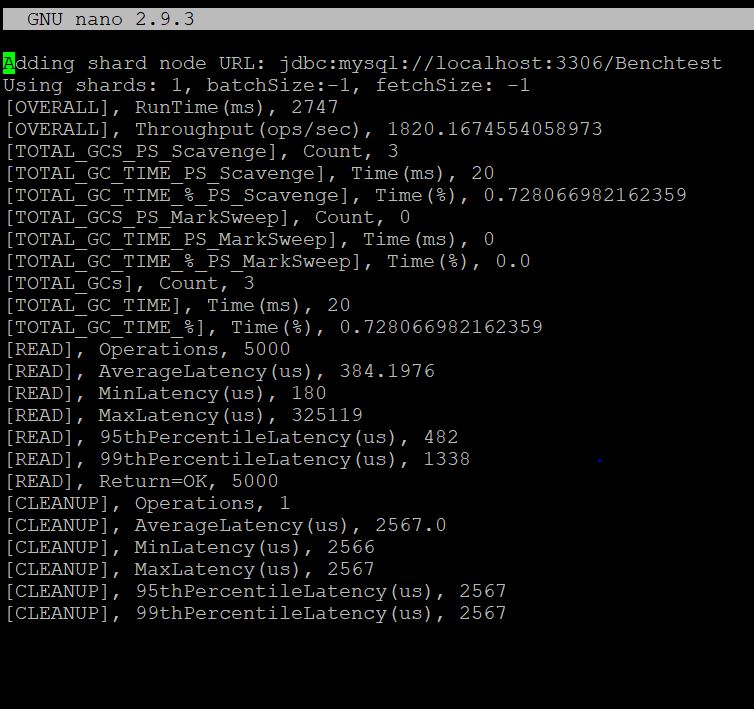 GNU nano 2.9.3
Adding shard node URL: jdbc:mysql://localhost:3306/Benchtest
Using shards: 1, batchSize:-1, fetchSize: -1
[OVERALL], RunTime(ms), 2747
[OVERALL], Throughput(ops/sec), 1820.1674554058973
[TOTAL_GCS_PS_Scavenge], Count, 3
[TOTAL_GC_TIME_PS_Scavenge], Time(ms), 20
[TOTAL_GC_TIME_%_PS_Scavenge], Time(%), 0.728066982162359
[TOTAL_GCS_PS_MarkSweep], Count, 0
[TOTAL_GC_TIME_PS_MarkSweep], Time(ms), 0
[TOTAL_GC_TIME_%_PS_MarkSweep], Time(%), 0.0
[TOTAL_GCs], Count, 3
[TOTAL_GC_TIME], Time(ms), 20
[TOTAL_GC_TIME_%], Time(%), 0.728066982162359
[READ], Operations, 5000
[READ], AverageLatency(us), 384.1976
[READ], MinLatency(us), 180
[READ], MaxLatency(us), 325119
[READ], 95thPercentileLatency(us), 482
[READ], 99thPercentileLatency(us), 1338
[READ], Return=OK, 5000
[CLEANUP], Operations, 1
[CLEANUP], AverageLatency(us), 2567.0
[CLEANUP], MinLatency(us), 2566
[CLEANUP], MaxLatency(us), 2567
[CLEANUP], 95thPercentileLatency(us), 2567
[CLEANUP], 99thPercentileLatency(us), 2567